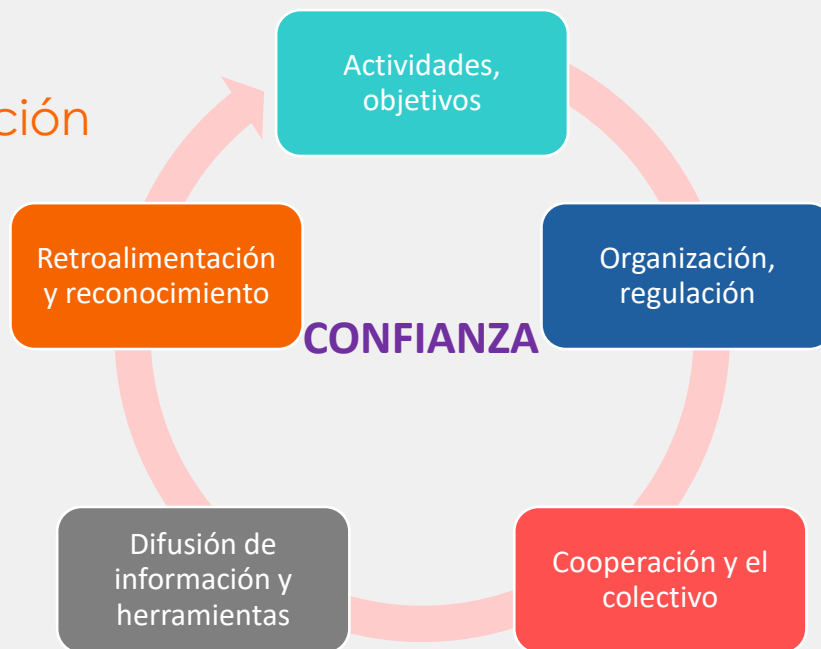 ción
Actividades,
objetivos
Organización,
regulación
Cooperación y el
colectivo
Difusión de
información y
herramientas
Retroalimentación
y reconocimiento
CONFIANZA